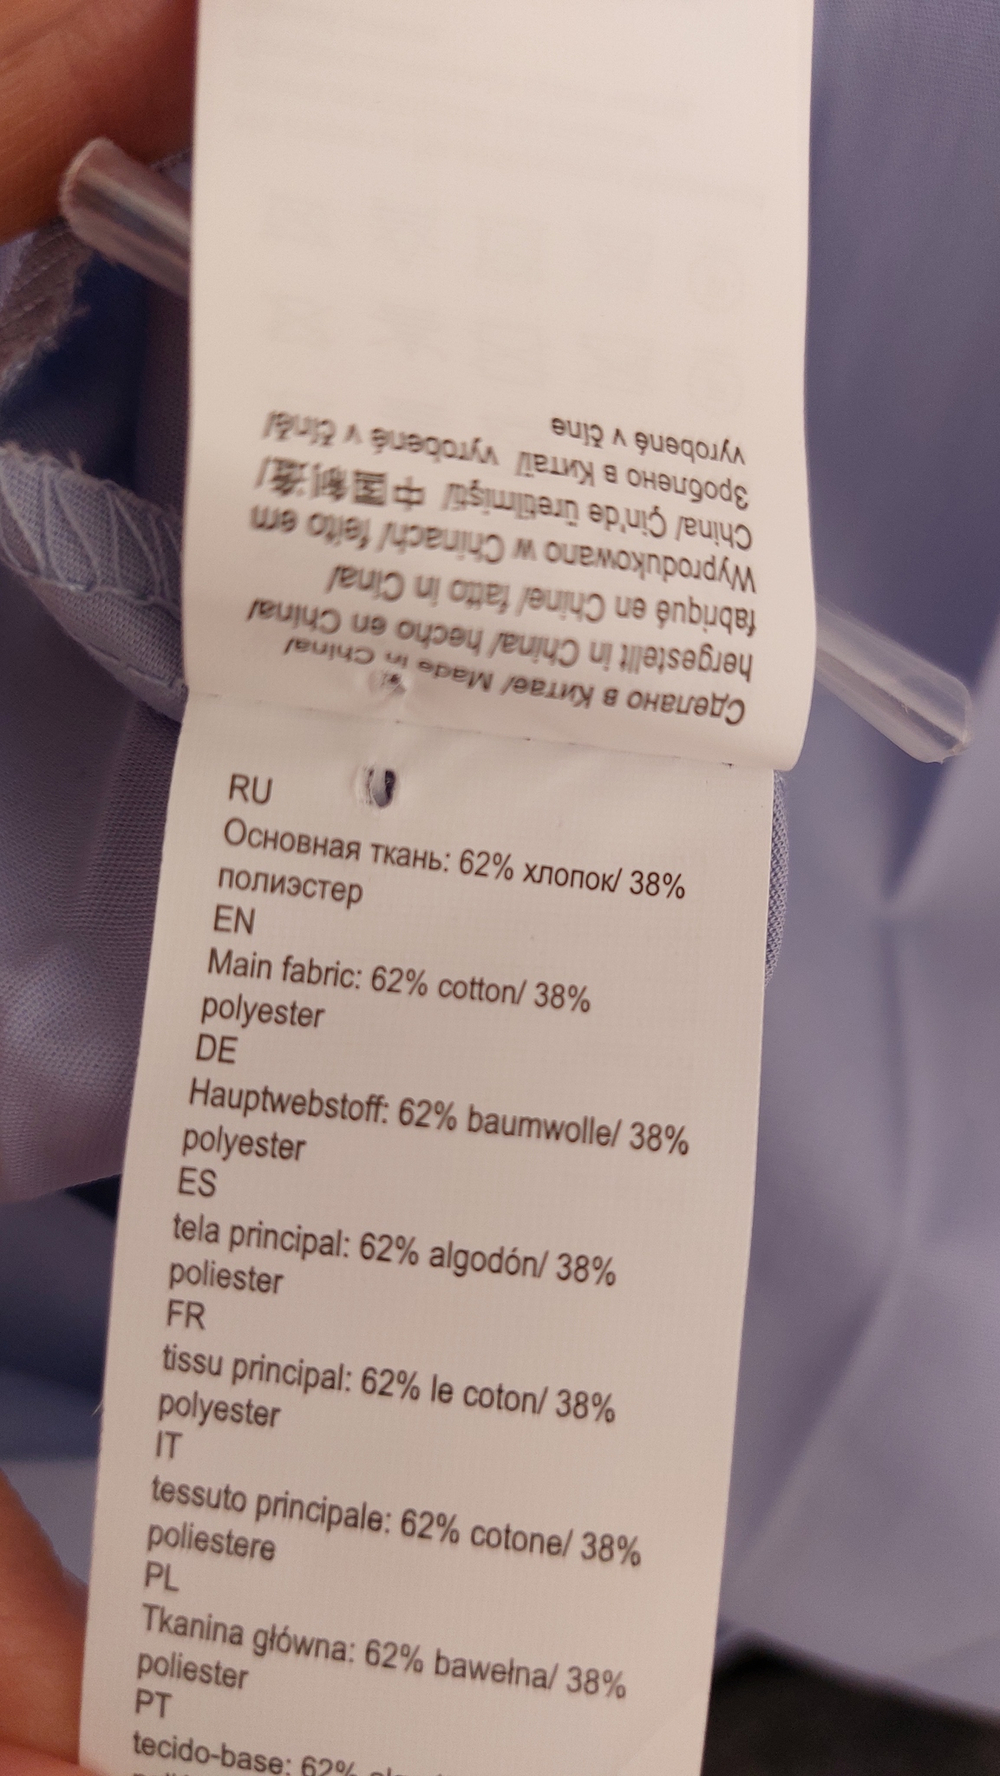 Сделано в Китае/ Made in China/
hergestellt in China/ hecho en China/
fabriqué en Chine/ fatto in Cina/
Wyprodukowano w Chinach/ feito em
China/ Çin'de üretilmişti/ 中国制造/
Зроблено в Китаї/ vyrobené v číně/
vyrobené v číne
RU
Основная ткань: 62% хлопок/ 38%
полиэстер
EN
Main fabric: 62% cotton/ 38%
polyester
DE
Hauptwebstoff: 62% baumwolle/ 38%
polyester
ES
tela principal: 62% algodón/ 38%
poliester
FR
tissu principal: 62% le coton/ 38%
polyester
IT
tessuto principale: 62% cotone/ 38%
poliestere
PL
Tkanina główna: 62% bawełna/ 38%
poliester
PT
tecido-base: 62%